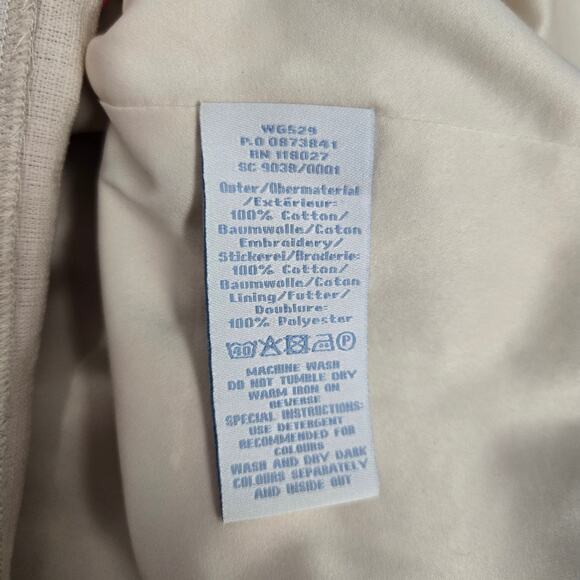 WG529
P.O 0873841
RN 118027
SC 9039/0001
Outer/Obermaterial
/Extérieur:
100% Cotton/
Baumwolle/Coton
Embroidery/
Stickerei/Broderie:
100% Cotton/
Baumwolle/Coton
Lining/Futter/
Doublure:
100% Polyester
40 P
MACHINE WASH
DO NOT TUMBLE DRY
WARM IRON ON
REVERSE
SPECIAL INSTRUCTIONS:
USE DETERGENT
RECOMMENDED FOR
COLOURS
WASH AND DRY DARK
COLOURS SEPARATELY
AND INSIDE OUT